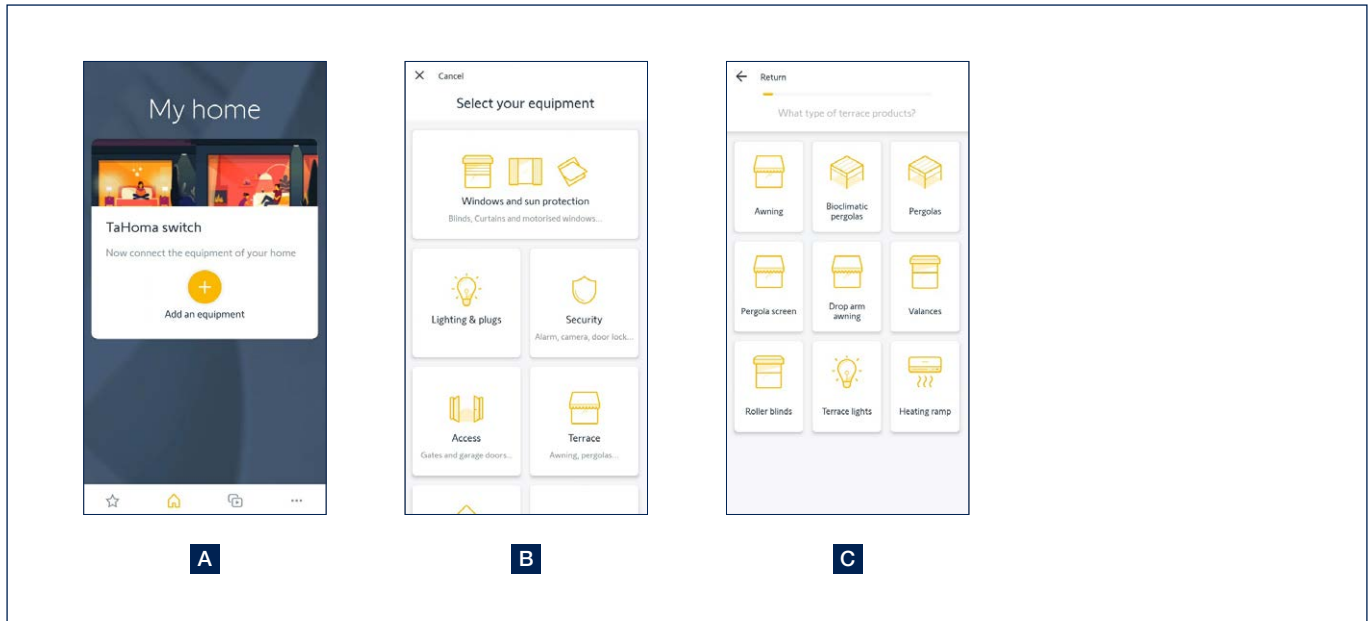 My home
TaHoma switch
Now connect the equipment of your home
+
Add an equipment
A
Cancel
Select your equipment
Windows and sun protection
Blinds, Curtains and motorised windows...
Lighting & plugs
Security
Alarm, camera, door lock...
Access
Gates and garage doors...
Terrace
Awning, pergolas...
B
Return
What type of terrace products?
Awning
Bioclimatic
pergolas
Pergolas
Pergola screen
Drop arm
awning
Valances
Roller blinds
Terrace lights
Heating ramp
C